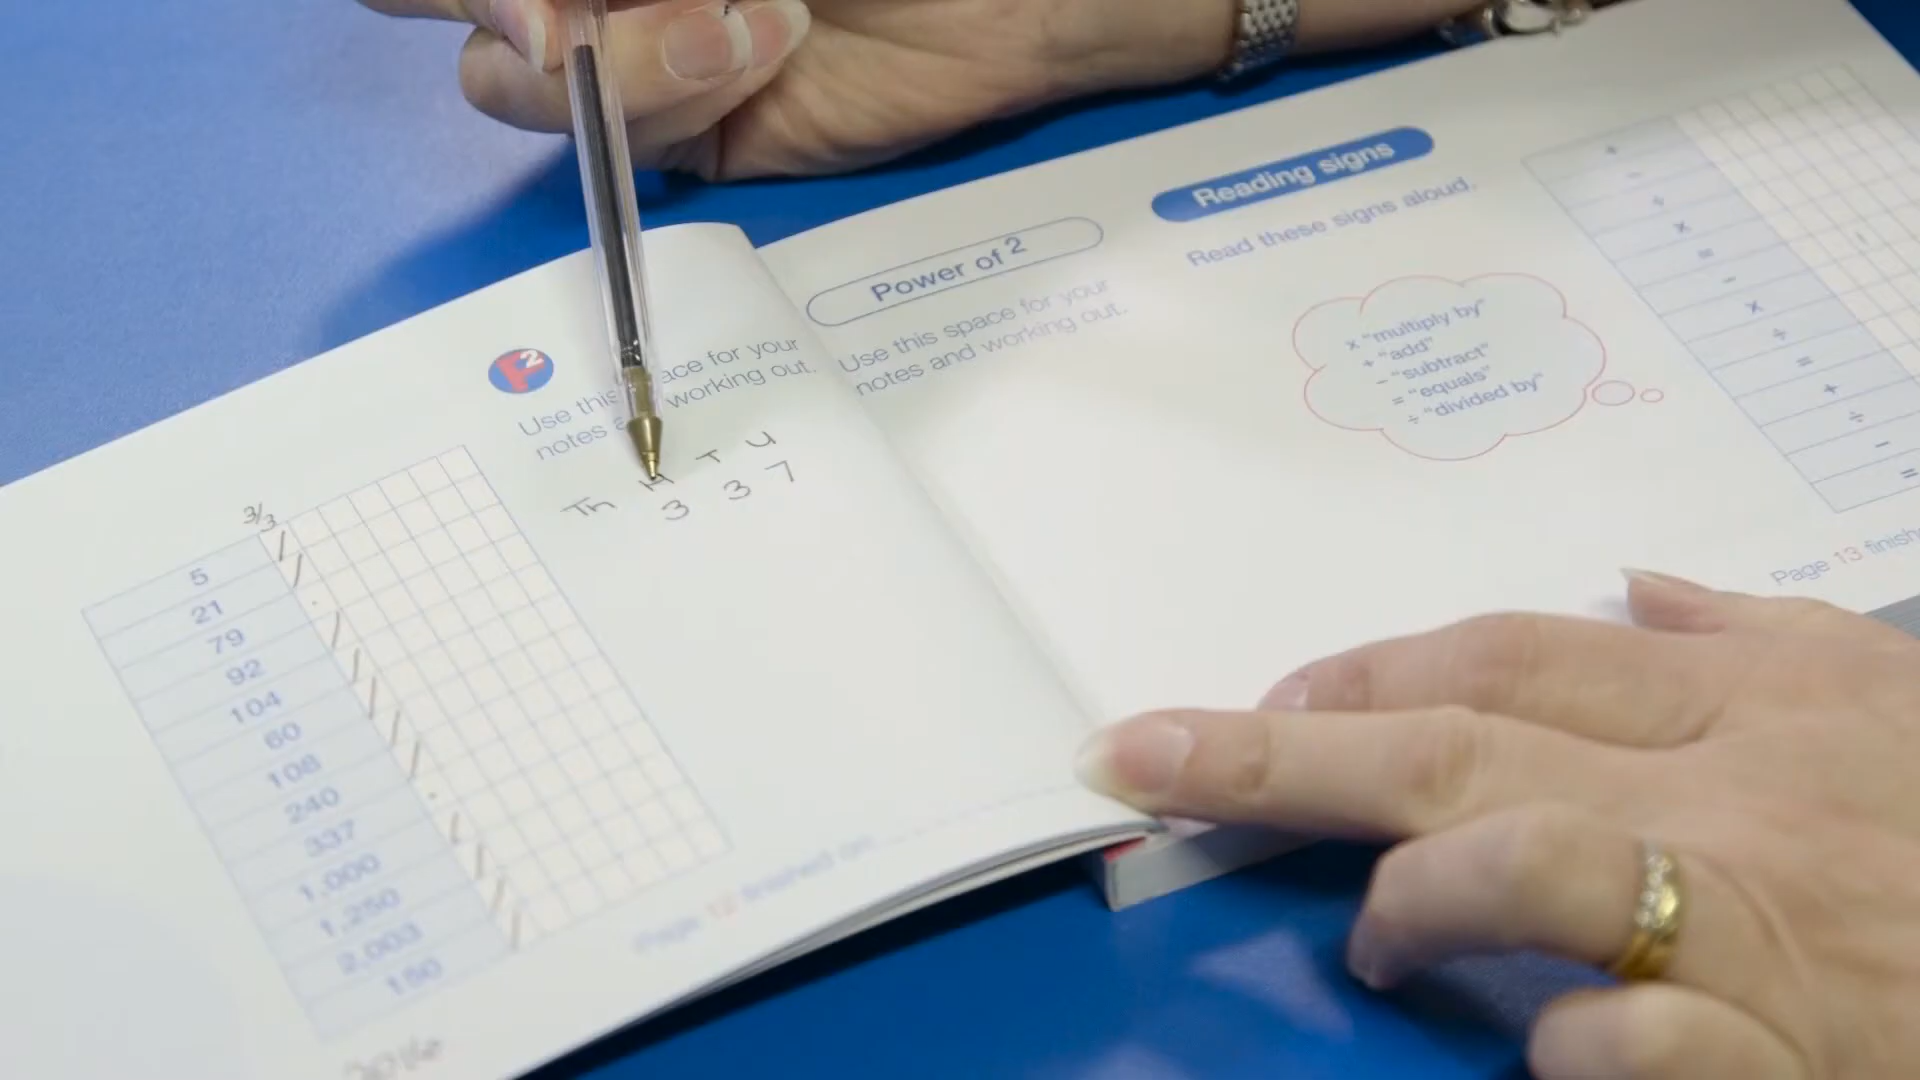 3/3
5
21
79
92
104
60
108
240
337
1,000
1,250
2,003
150
P2
Use this ace for your
notes a working out.
Th H T U
3 3 7
Page 12 finished on
Power of 2
Use this space for your
notes and working out.
Reading signs
Read these signs aloud.
x "multiply by"
+ "add"
− "subtract"
= "equals"
÷ "divided by"
+
−
÷
x
=
−
x
÷
=
+
÷
−
=
Page 13 finish